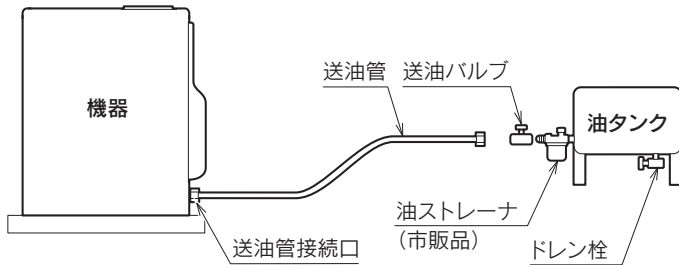 送油管
送油バルブ
機器
油タンク
油ストレーナ
（市販品）
送油管接続口
ドレン栓